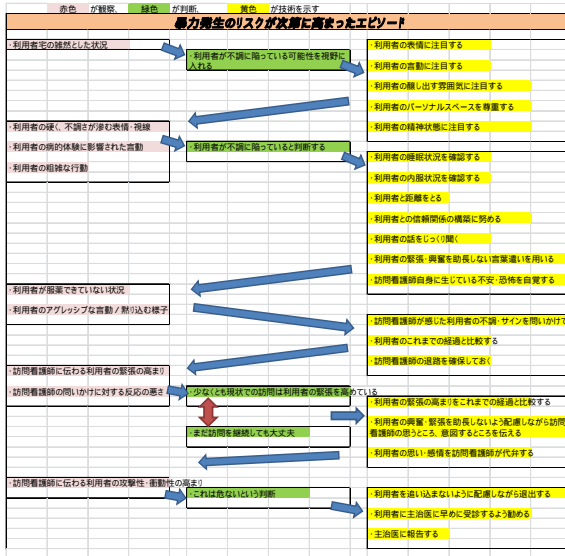 赤色 が観察、 緑色 が判断、 黄色 が技術を示す
暴力発生のリスクが次第に高まったエピソード
・利用者宅の雑然とした状況
・利用者が不調に陥っている可能性を視野に
入れる
・利用者の表情に注目する
・利用者の言動に注目する
・利用者の醸し出す雰囲気に注目する
・利用者のパーソナルスペースを尊重する
・利用者の精神状態に注目する
・利用者の硬く、不調さが滲む表情・視線
・利用者の病的体験に影響された言動
・利用者の粗雑な行動
・利用者が不調に陥っていると判断する
・利用者の睡眠状況を確認する
・利用者の内服状況を確認する
・利用者と距離をとる
・利用者との信頼関係の構築に努める
・利用者の話をじっくり聞く
・利用者の緊張・興奮を助長しない言葉遣いを用いる
・訪問看護師自身に生じている不安・恐怖を自覚する
・利用者が服薬できていない状況
・利用者のアグレッシブな言動/黙り込む様子
・訪問看護師が感じた利用者の不調・サインを問いかけて
・利用者のこれまでの経過と比較する
・訪問看護師の退路を確保しておく
・訪問看護師に伝わる利用者の緊張の高まり
・訪問看護師の問いかけに対する反応の悪さ
・少なくとも現状での訪問は利用者の緊張を高めている
・まだ訪問を継続しても大丈夫
・利用者の緊張の高まりをこれまでの経過と比較する
・利用者の興奮・緊張を助長しないよう配慮しながら訪問
看護師の思うところ、意図するところを伝える
・利用者の思い・感情を訪問看護師が代弁する
・訪問看護師に伝わる利用者の攻撃性・衝動性の高まり
・これは危ないという判断
・利用者を追い込まないように配慮しながら退出する
・利用者に主治医に早めに受診するよう勧める
・主治医に報告する